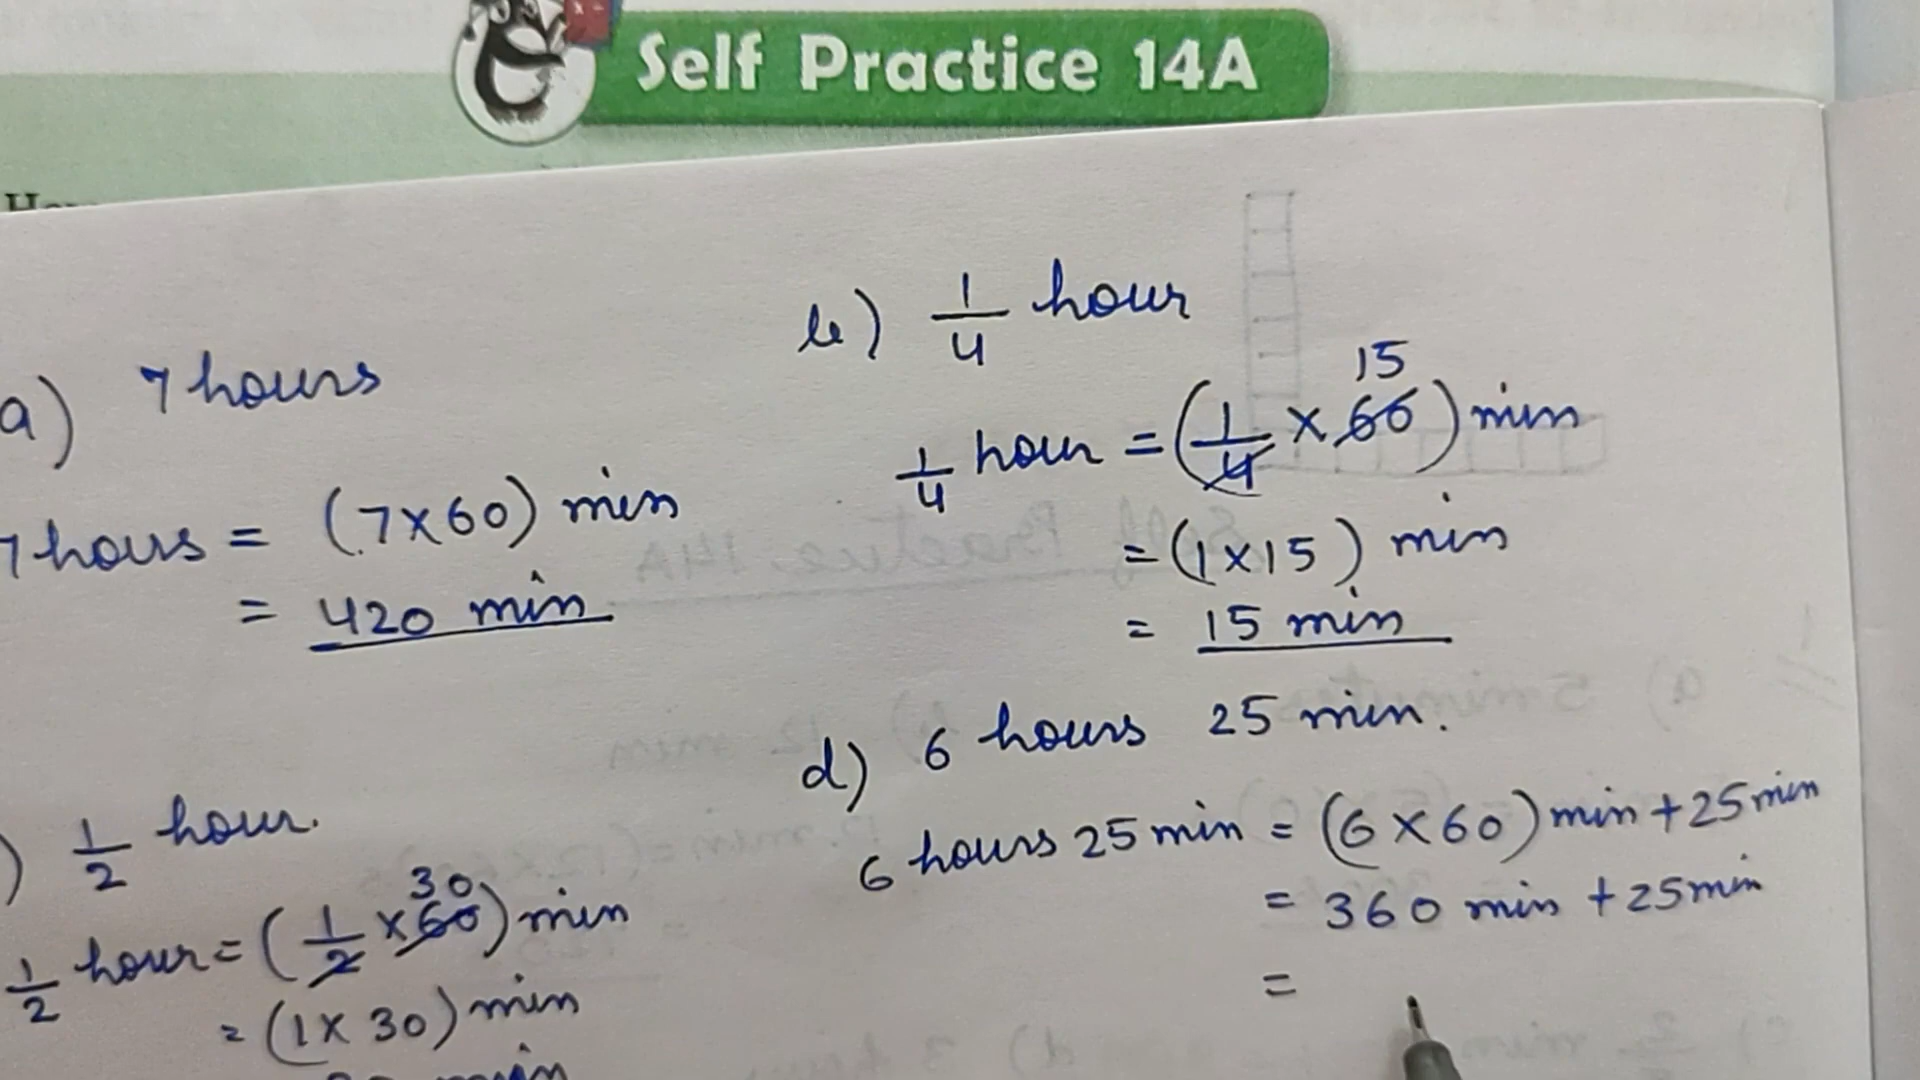 Self Practice 14A
a) 7 hours
7 hours = (7×60) min
= 420 min
b) 1/4 hour
15
1/4 hour = (1/4 × 60) min
= (1×15) min
= 15 min
) 1/2 hour.
30
1/2 hour = (1/2 × 60) min
= (1× 30) min
min
d) 6 hours 25 min.
6 hours 25 min = (6×60) min + 25 min
= 360 min + 25 min
=